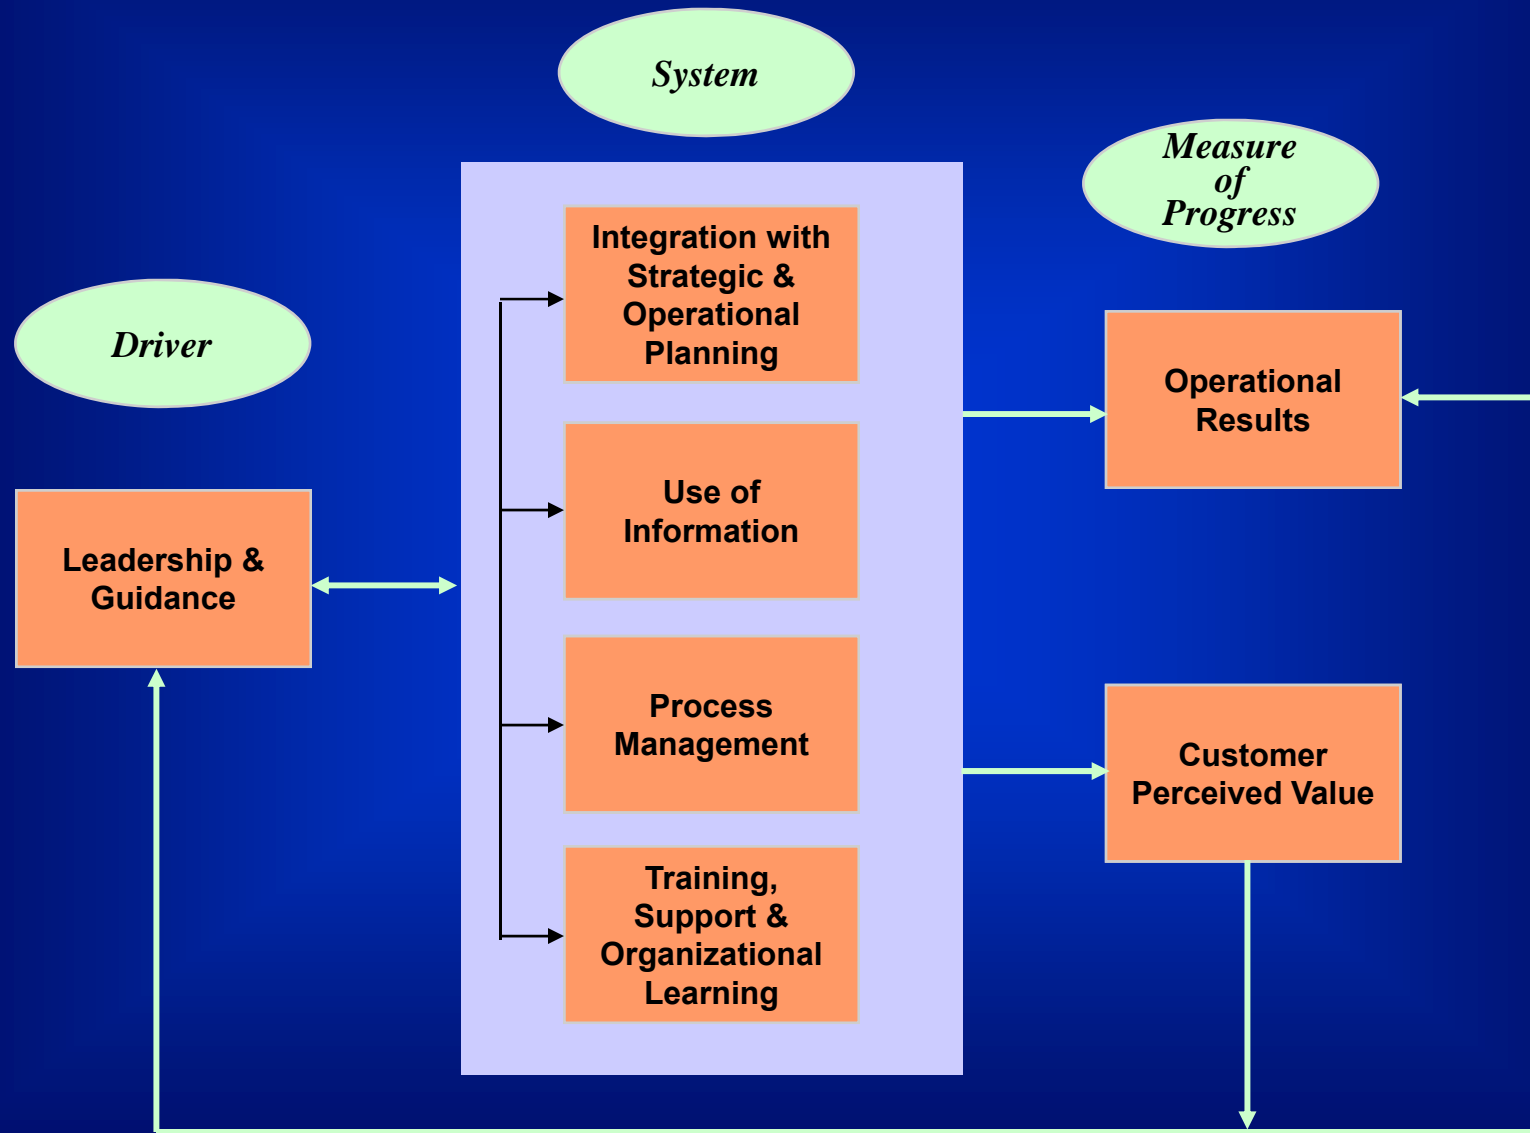 System
Measure
of
Progress
Driver
Integration with
Strategic &
Operational
Planning
Operational
Results
Use of
Information
Leadership &
Guidance
Process
Management
Customer
Perceived Value
Training,
Support &
Organizational
Learning